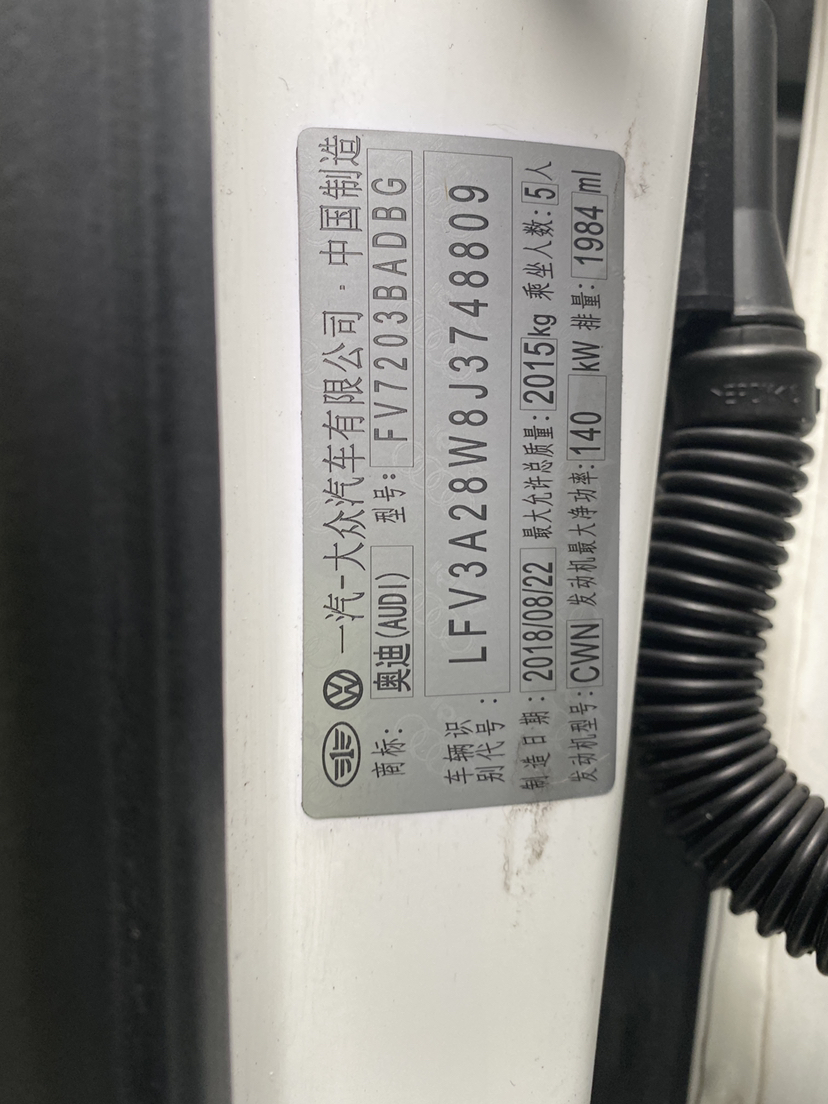 一汽-大众汽车有限公司·中国制造
商标: 奥迪(AUDI) 型号: FV7203BADBG
车辆识别代号: LFV3A28W8J3748809
制造日期: 2018/08/22 最大允许总质量: 2015kg 乘坐人数: 5人
发动机型号: CWN 发动机最大净功率: 140 kW 排量: 1984 ml